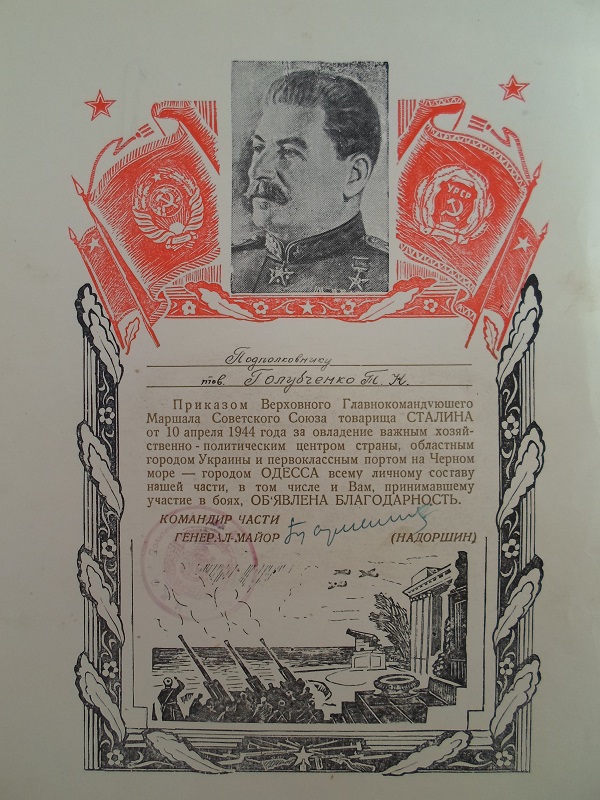 УРСР
Подполковнику
тов. Голубченко Т. К.
Приказом Верховного Главнокомандующего
Маршала Советского Союза товарища СТАЛИНА
от 10 апреля 1944 года за овладение важным хозяй-
ственно-политическим центром страны, областным
городом Украины и первоклассным портом на Черном
море — городом ОДЕССА всему личному составу
нашей части, в том числе и Вам, принимавшему
участие в боях, ОБ'ЯВЛЕНА БЛАГОДАРНОСТЬ.
КОМАНДИР ЧАСТИ
ГЕНЕРАЛ-МАЙОР (НАДОРШИН)